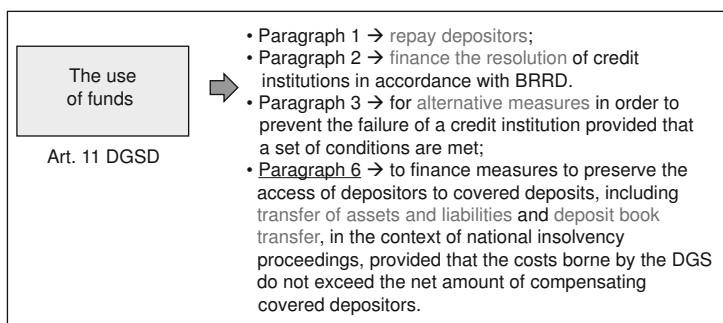 The use
of funds
Art. 11 DGSD
• Paragraph 1 → repay depositors;
• Paragraph 2 → finance the resolution of credit
institutions in accordance with BRRD.
• Paragraph 3 → for alternative measures in order to
prevent the failure of a credit institution provided that
a set of conditions are met;
• Paragraph 6 → to finance measures to preserve the
access of depositors to covered deposits, including
transfer of assets and liabilities and deposit book
transfer, in the context of national insolvency
proceedings, provided that the costs borne by the DGS
do not exceed the net amount of compensating
covered depositors.